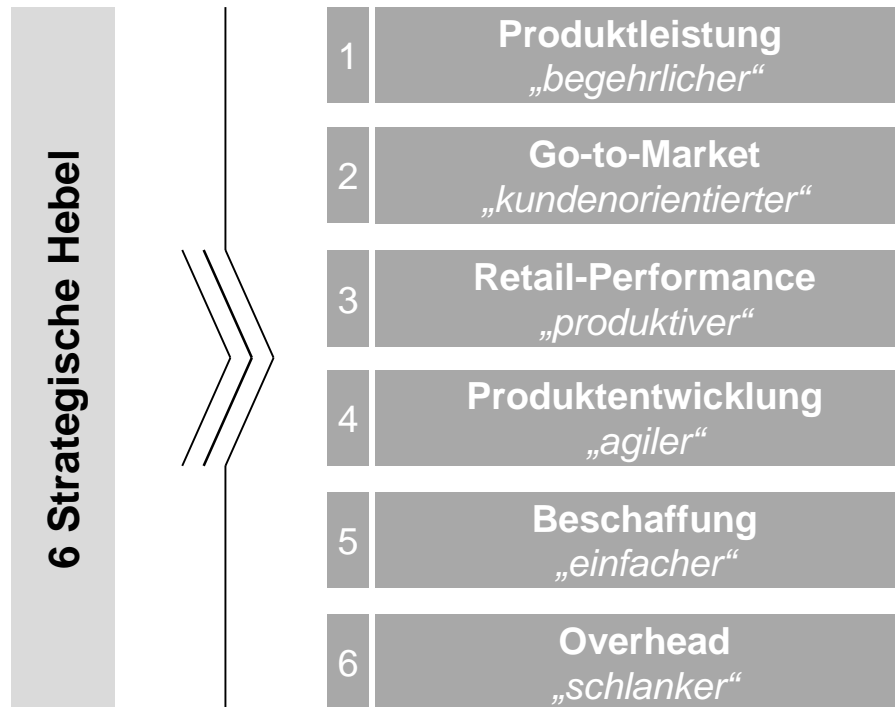 6 Strategische Hebel
1
Produktleistung
„begehrlicher“
2
Go-to-Market
„kundenorientierter“
3
Retail-Performance
„produktiver“
4
Produktentwicklung
„agiler“
5
Beschaffung
„einfacher“
6
Overhead
„schlanker“